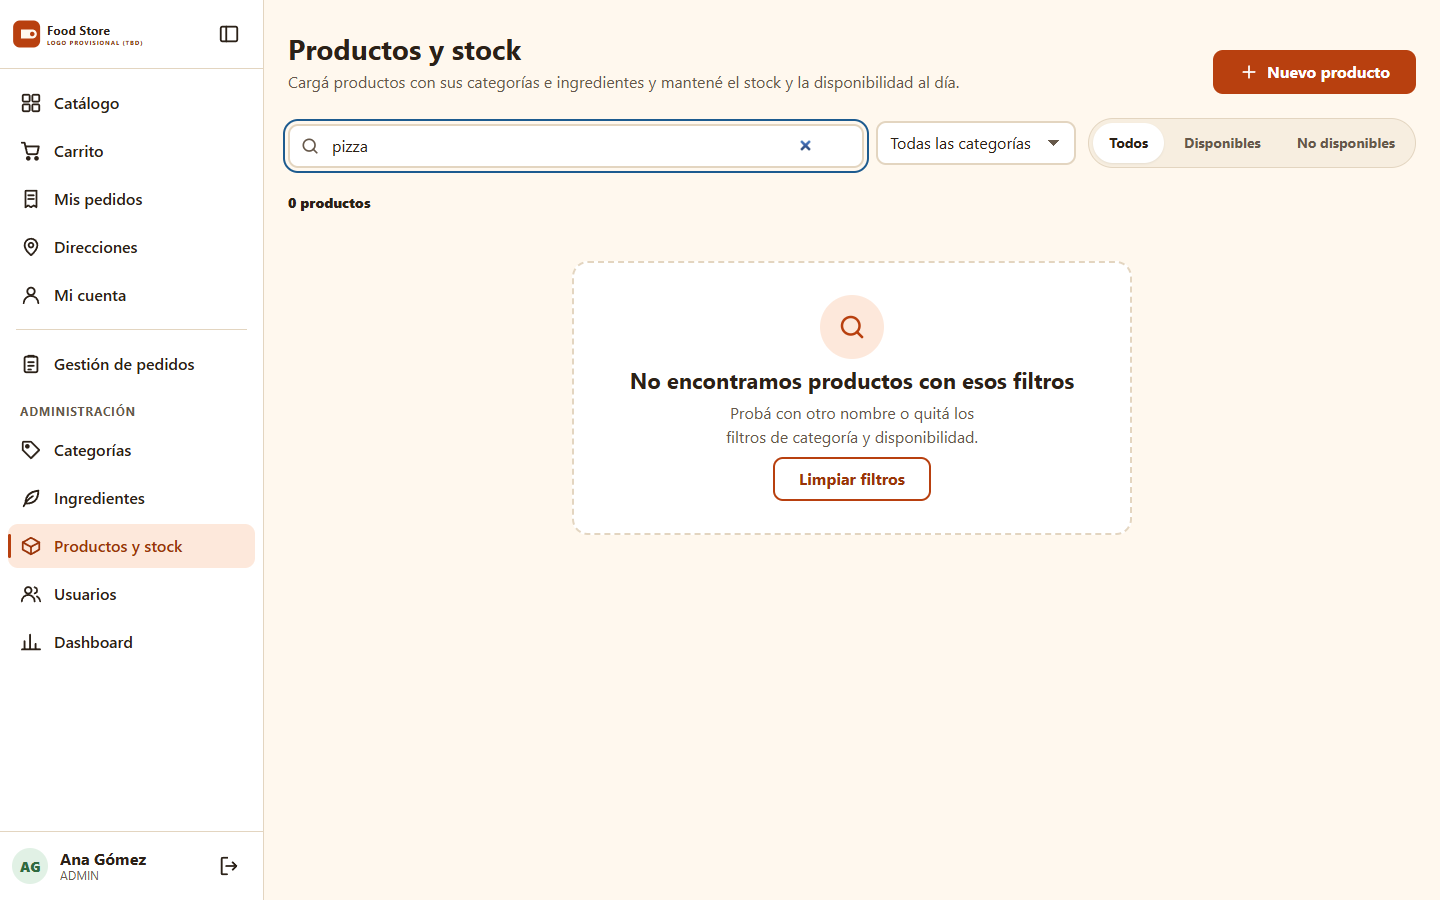 Food Store
LOGO PROVISIONAL (TBD)
Catálogo
Carrito
Mis pedidos
Direcciones
Mi cuenta
Gestión de pedidos
ADMINISTRACIÓN
Categorías
Ingredientes
Productos y stock
Usuarios
Dashboard
AG
Ana Gómez
ADMIN
Productos y stock
Cargá productos con sus categorías e ingredientes y mantené el stock y la disponibilidad al día.
Nuevo producto
pizza
Todas las categorías
Todos
Disponibles
No disponibles
0 productos
No encontramos productos con esos filtros
Probá con otro nombre o quitá los
filtros de categoría y disponibilidad.
Limpiar filtros